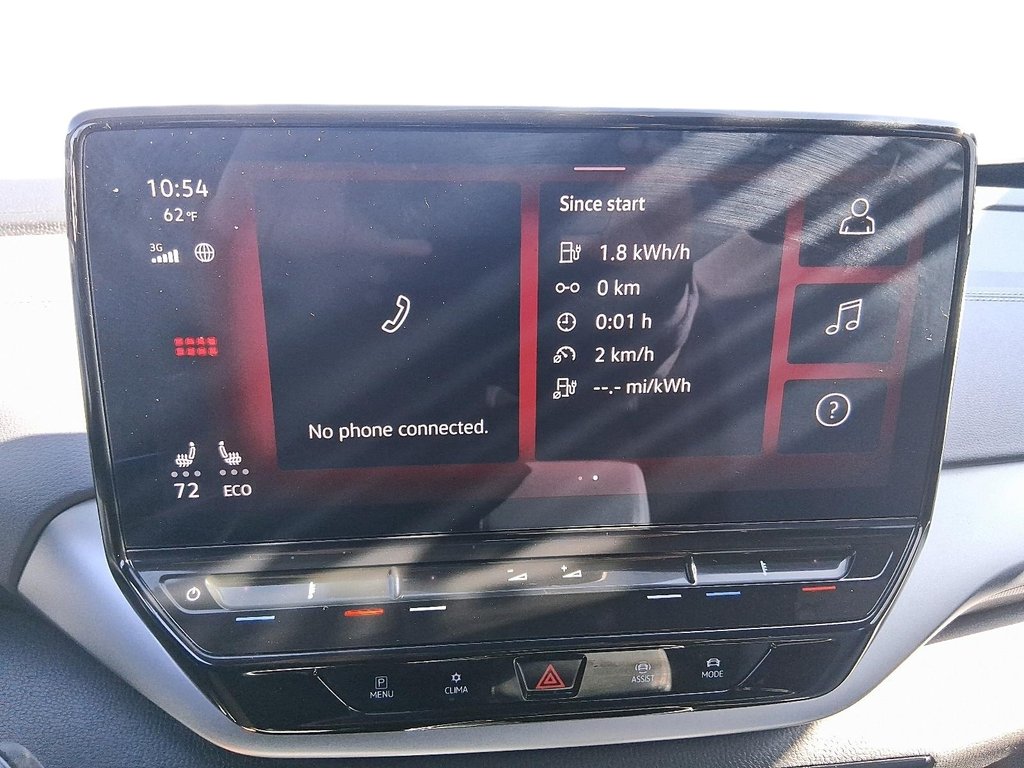 10:54
62°F
3G
Since start
1.8 kWh/h
0 km
0:01 h
2 km/h
--.- mi/kWh
No phone connected.
?
72 ECO
- +
P
MENU
CLIMA
ASSIST
MODE